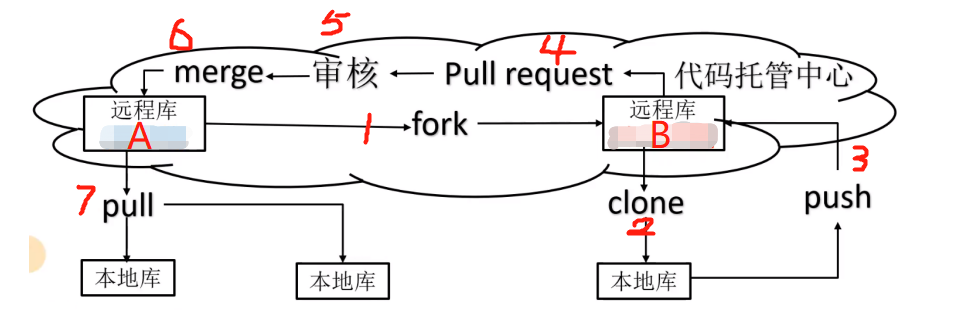 6
5
4
merge
审核
Pull request
代码托管中心
远程库
A
1
fork
远程库
B
3
7
pull
clone
2
push
本地库
本地库
本地库